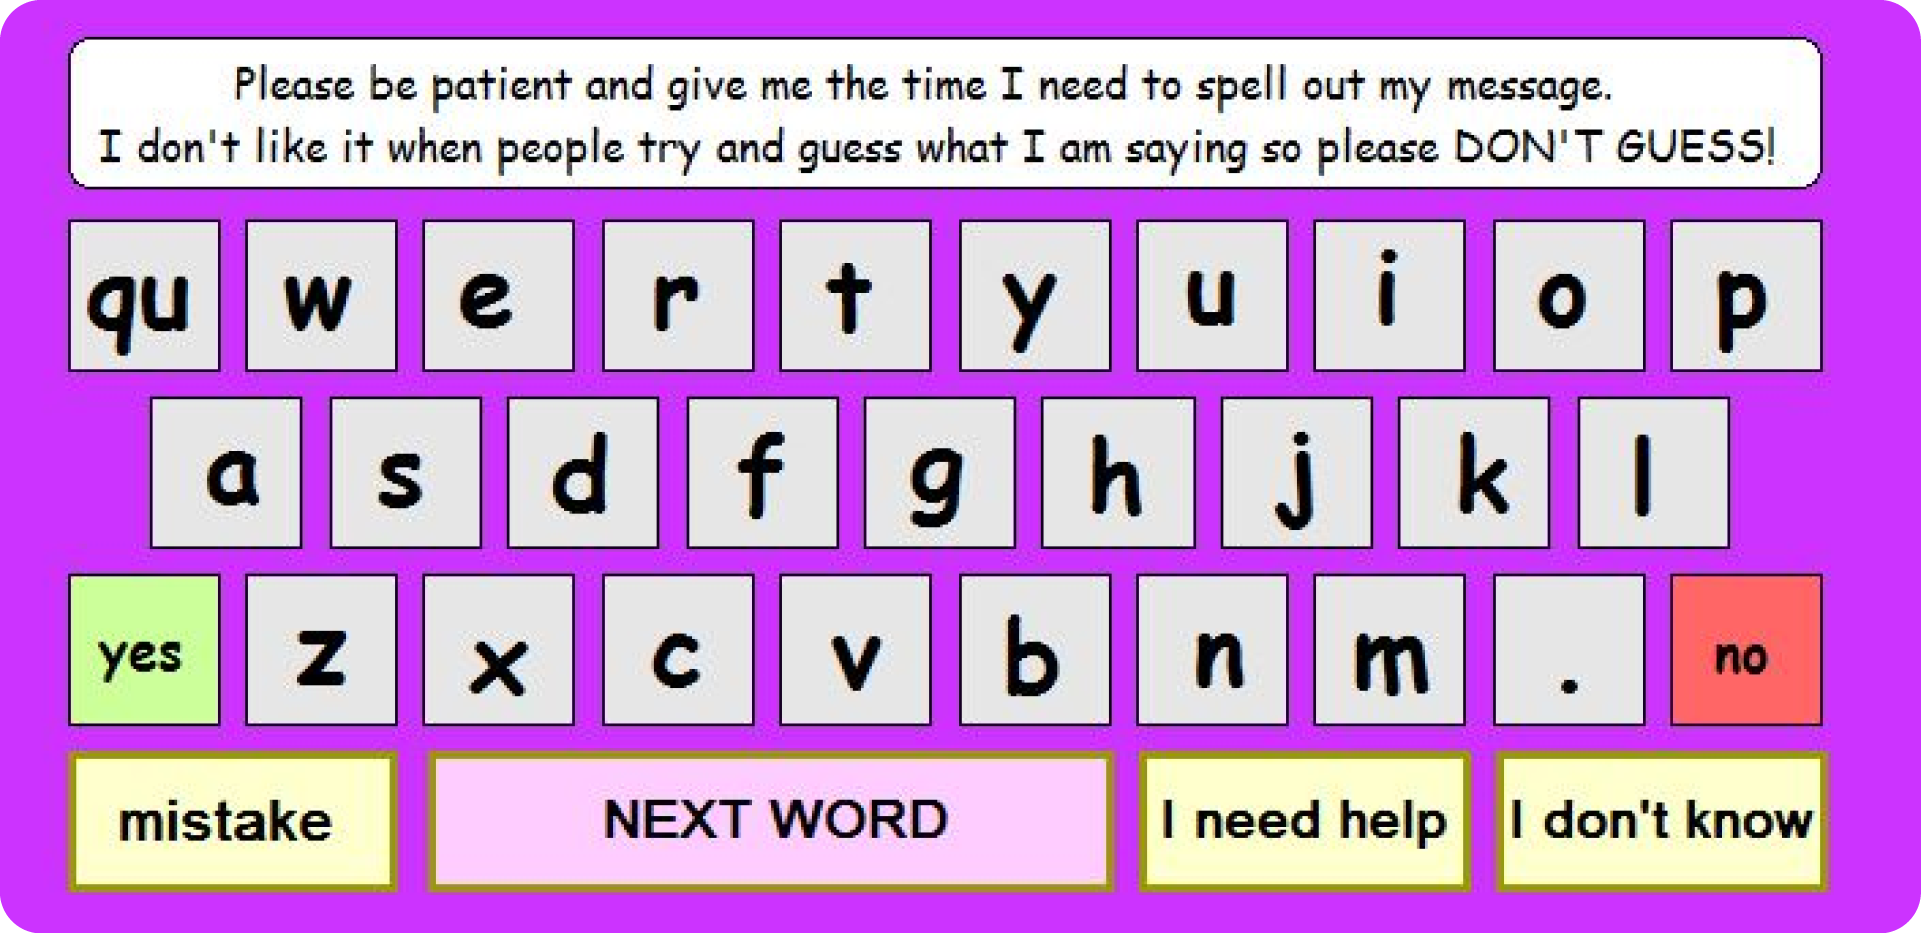 Please be patient and give me the time I need to spell out my message.
I don't like it when people try and guess what I am saying so please DON'T GUESS!
qu w e r t y u i o p
a s d f g h j k l
yes z x c v b n m . no
mistake NEXT WORD I need help I don't know